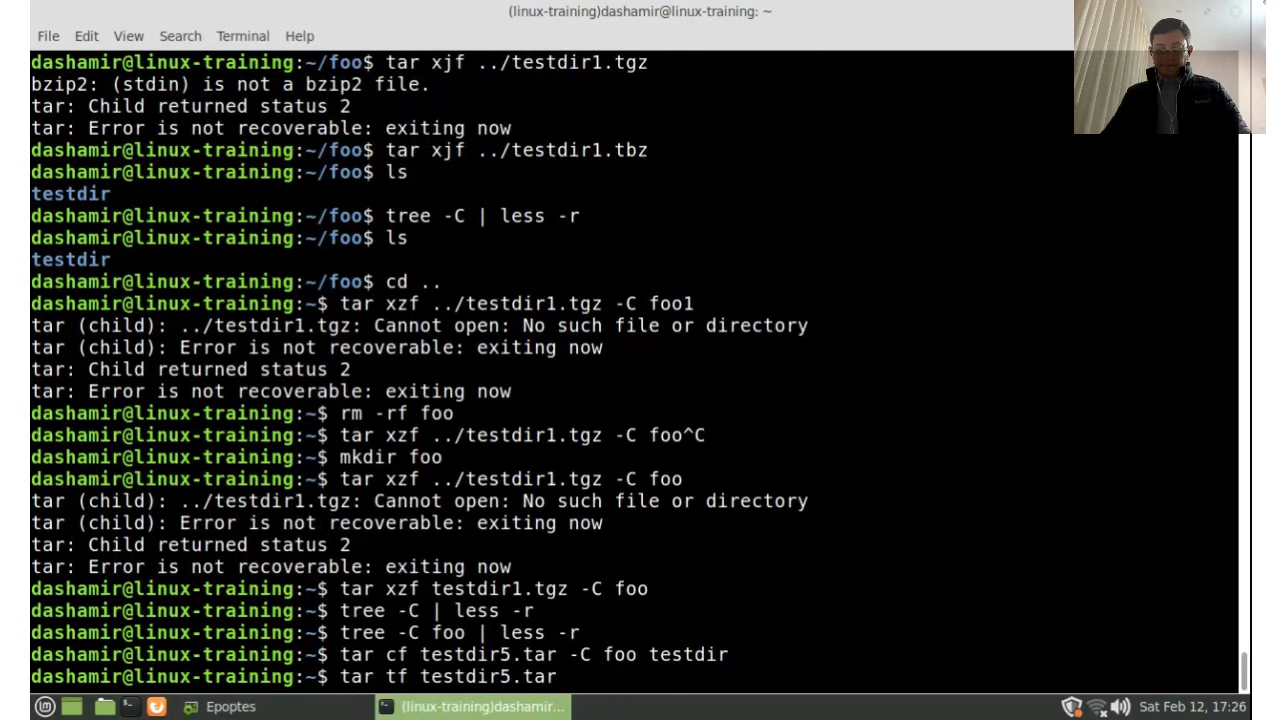 (linux-training)dashamir@linux-training: ~
File Edit View Search Terminal Help
dashamir@linux-training:~/foo$ tar xjf ../testdir1.tgz
bzip2: (stdin) is not a bzip2 file.
tar: Child returned status 2
tar: Error is not recoverable: exiting now
dashamir@linux-training:~/foo$ tar xjf ../testdir1.tbz
dashamir@linux-training:~/foo$ ls
testdir
dashamir@linux-training:~/foo$ tree -C | less -r
dashamir@linux-training:~/foo$ ls
testdir
dashamir@linux-training:~/foo$ cd ..
dashamir@linux-training:~$ tar xzf ../testdir1.tgz -C foo1
tar (child): ../testdir1.tgz: Cannot open: No such file or directory
tar (child): Error is not recoverable: exiting now
tar: Child returned status 2
tar: Error is not recoverable: exiting now
dashamir@linux-training:~$ rm -rf foo
dashamir@linux-training:~$ tar xzf ../testdir1.tgz -C foo^C
dashamir@linux-training:~$ mkdir foo
dashamir@linux-training:~$ tar xzf ../testdir1.tgz -C foo
tar (child): ../testdir1.tgz: Cannot open: No such file or directory
tar (child): Error is not recoverable: exiting now
tar: Child returned status 2
tar: Error is not recoverable: exiting now
dashamir@linux-training:~$ tar xzf testdir1.tgz -C foo
dashamir@linux-training:~$ tree -C | less -r
dashamir@linux-training:~$ tree -C foo | less -r
dashamir@linux-training:~$ tar cf testdir5.tar -C foo testdir
dashamir@linux-training:~$ tar tf testdir5.tar
Epoptes (linux-training)dashamir... Sat Feb 12, 17:26